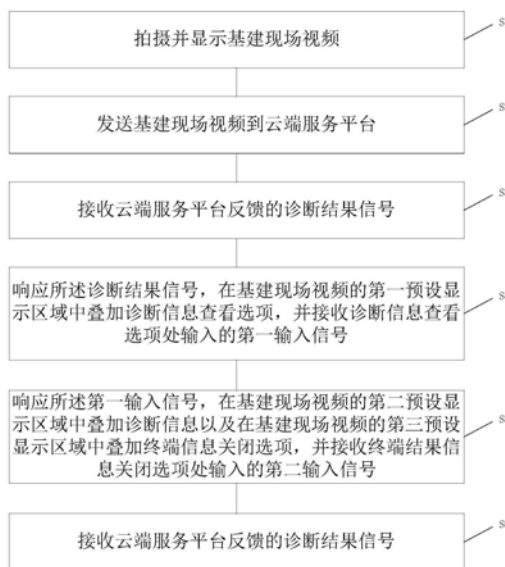 拍摄并显示基建现场视频
S
发送基建现场视频到云端服务平台
S
接收云端服务平台反馈的诊断结果信号
S
响应所述诊断结果信号，在基建现场视频的第一预设显
示区域中叠加诊断信息查看选项，并接收诊断信息查看
选项处输入的第一输入信号
S
响应所述第一输入信号，在基建现场视频的第二预设显
示区域中叠加诊断信息以及在基建现场视频的第三预设
显示区域中叠加终端信息关闭选项，并接收终端结果信
息关闭选项处输入的第二输入信号
S
接收云端服务平台反馈的诊断结果信号
S